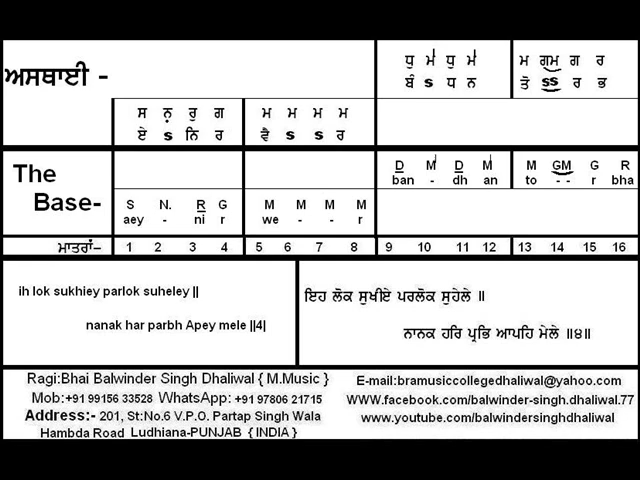 ਅਸਥਾਈ -
ਧੁ ਮ॑ ਧੁ ਮ॑ ਮ ਗਮ ਗ ਰ
ਬੰ s ਧ ਨ ਤੋ ss ਰ ਭ
ਸ ਨ਼ ਰੁ ਗ ਮ ਮ ਮ ਮ
ਏ s ਨਿ ਰ ਵੈ s s ਰ
The
Base-
D M D M M GM G R
ban - dh an to - - r bha
S N. R G M M M M
aey - ni r we - - r
ਮਾਤਰਾਂ– 1 2 3 4 5 6 7 8 9 10 11 12 13 14 15 16
ih lok sukhiey parlok suheley ||
nanak har parbh Apey mele ||4|
ਇਹ ਲੋਕ ਸੁਖੀਏ ਪਰਲੋਕ ਸੁਹੇਲੇ ॥
ਨਾਨਕ ਹਰਿ ਪ੍ਰਭਿ ਆਪਹਿ ਮੇਲੇ ॥੪॥
Ragi:Bhai Balwinder Singh Dhaliwal { M.Music }
Mob:+91 99156 33528 WhatsApp: +91 97806 21715
Address:- 201, St:No.6 V.P.O. Partap Singh Wala
Hambda Road Ludhiana-PUNJAB { INDIA }
E-mail:bramusiccollegedhaliwal@yahoo.com
WWW.facebook.com/balwinder-singh.dhaliwal.77
www.youtube.com/balwindersinghdhaliwal